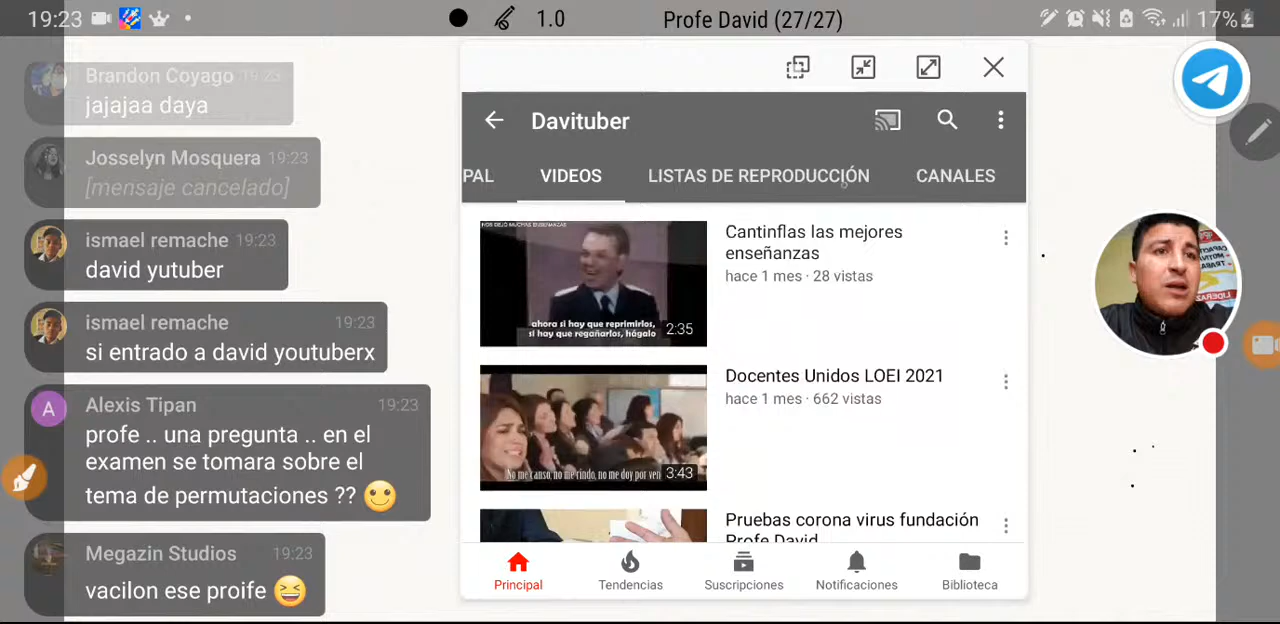 19:23
1.0
Profe David (27/27)
17%
Brandon Coyago 19:23
jajajaa daya
Josselyn Mosquera 19:23
[mensaje cancelado]
ismael remache 19:23
david yutuber
ismael remache 19:23
si entrado a david youtuberx
A
Alexis Tipan 19:23
profe .. una pregunta .. en el
examen se tomara sobre el
tema de permutaciones ??
Megazin Studios 19:23
vacilon ese proife
Davituber
PAL VIDEOS LISTAS DE REPRODUCCIÓN CANALES
NOS DEJÓ MUCHAS ENSEÑANZAS
ahora si hay que reprimirlos,
si hay que regañarlos, hágalo
2:35
Cantinflas las mejores
enseñanzas
hace 1 mes · 28 vistas
No me canso, no me rindo, no me doy por ven
3:43
Docentes Unidos LOEI 2021
hace 1 mes · 662 vistas
Pruebas corona virus fundación
Profe David
Principal Tendencias Suscripciones Notificaciones Biblioteca